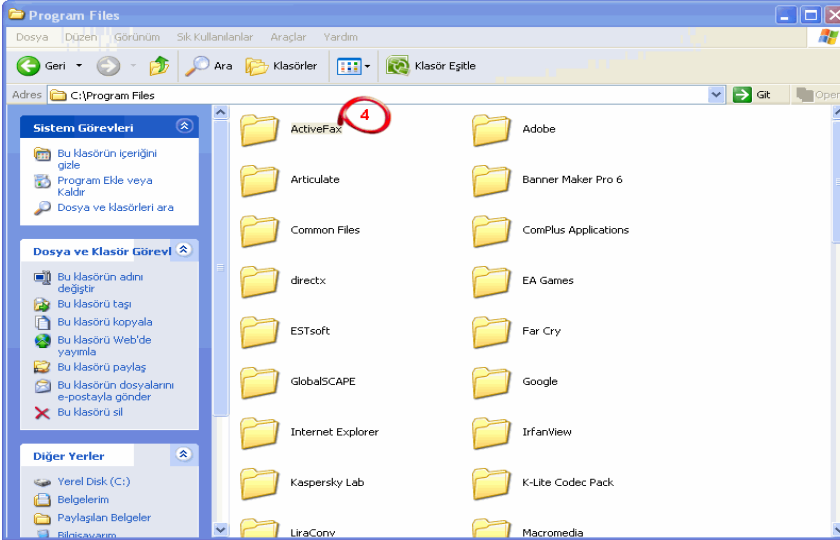 Program Files
Dosya Düzen Görünüm Sık Kullanılanlar Araçlar Yardım
Geri Ara Klasörler Klasör Eşitle
Adres C:\Program Files Git
Sistem Görevleri
Bu klasörün içeriğini
gizle
Program Ekle veya
Kaldır
Dosya ve klasörleri ara
Dosya ve Klasör Görevl
Bu klasörün adını
değiştir
Bu klasörü taşı
Bu klasörü kopyala
Bu klasörü Web'de
yayımla
Bu klasörü paylaş
Bu klasörün dosyalarını
e-postayla gönder
Bu klasörü sil
Diğer Yerler
Yerel Disk (C:)
Belgelerim
Paylaşılan Belgeler
Bilgisayarım
4
ActiveFax Adobe
Articulate Banner Maker Pro 6
Common Files ComPlus Applications
directx EA Games
ESTsoft Far Cry
GlobalSCAPE Google
Internet Explorer IrfanView
Kaspersky Lab K-Lite Codec Pack
LiraConv Macromedia